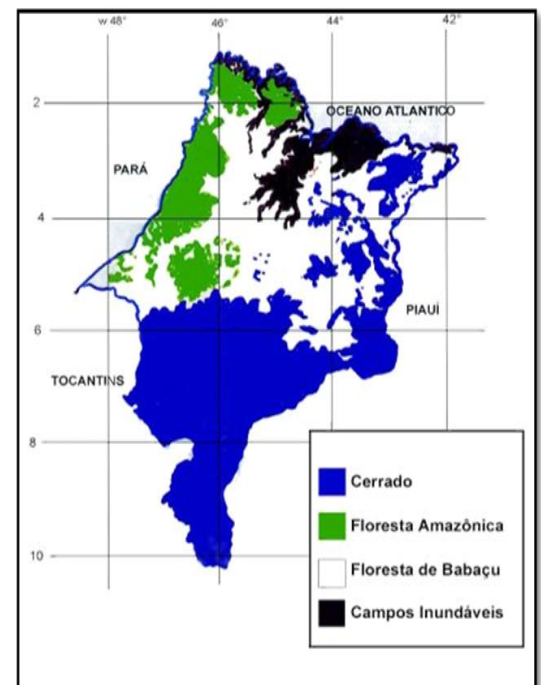 w 48° 46° 44° 42°
2
OCEANO ATLANTICO
PARÁ
4
PIAUÍ
6
TOCANTINS
8
Cerrado
Floresta Amazônica
10
Floresta de Babaçu
Campos Inundáveis